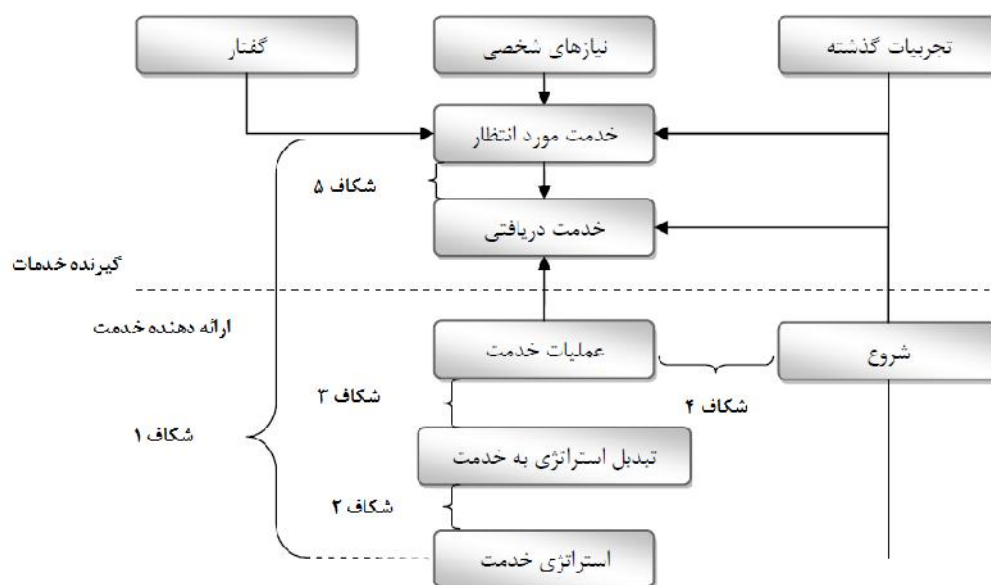 تجربیات گذشته
نیازهای شخصی
گفتار
خدمت مورد انتظار
شکاف ۵
خدمت دریافتی
گیرنده خدمات
ارائه دهنده خدمت
شروع
عملیات خدمت
شکاف ۴
شکاف ۳
شکاف ۱
تبدبل استراتژی به خدمت
شکاف ۲
استراتژی خدمت